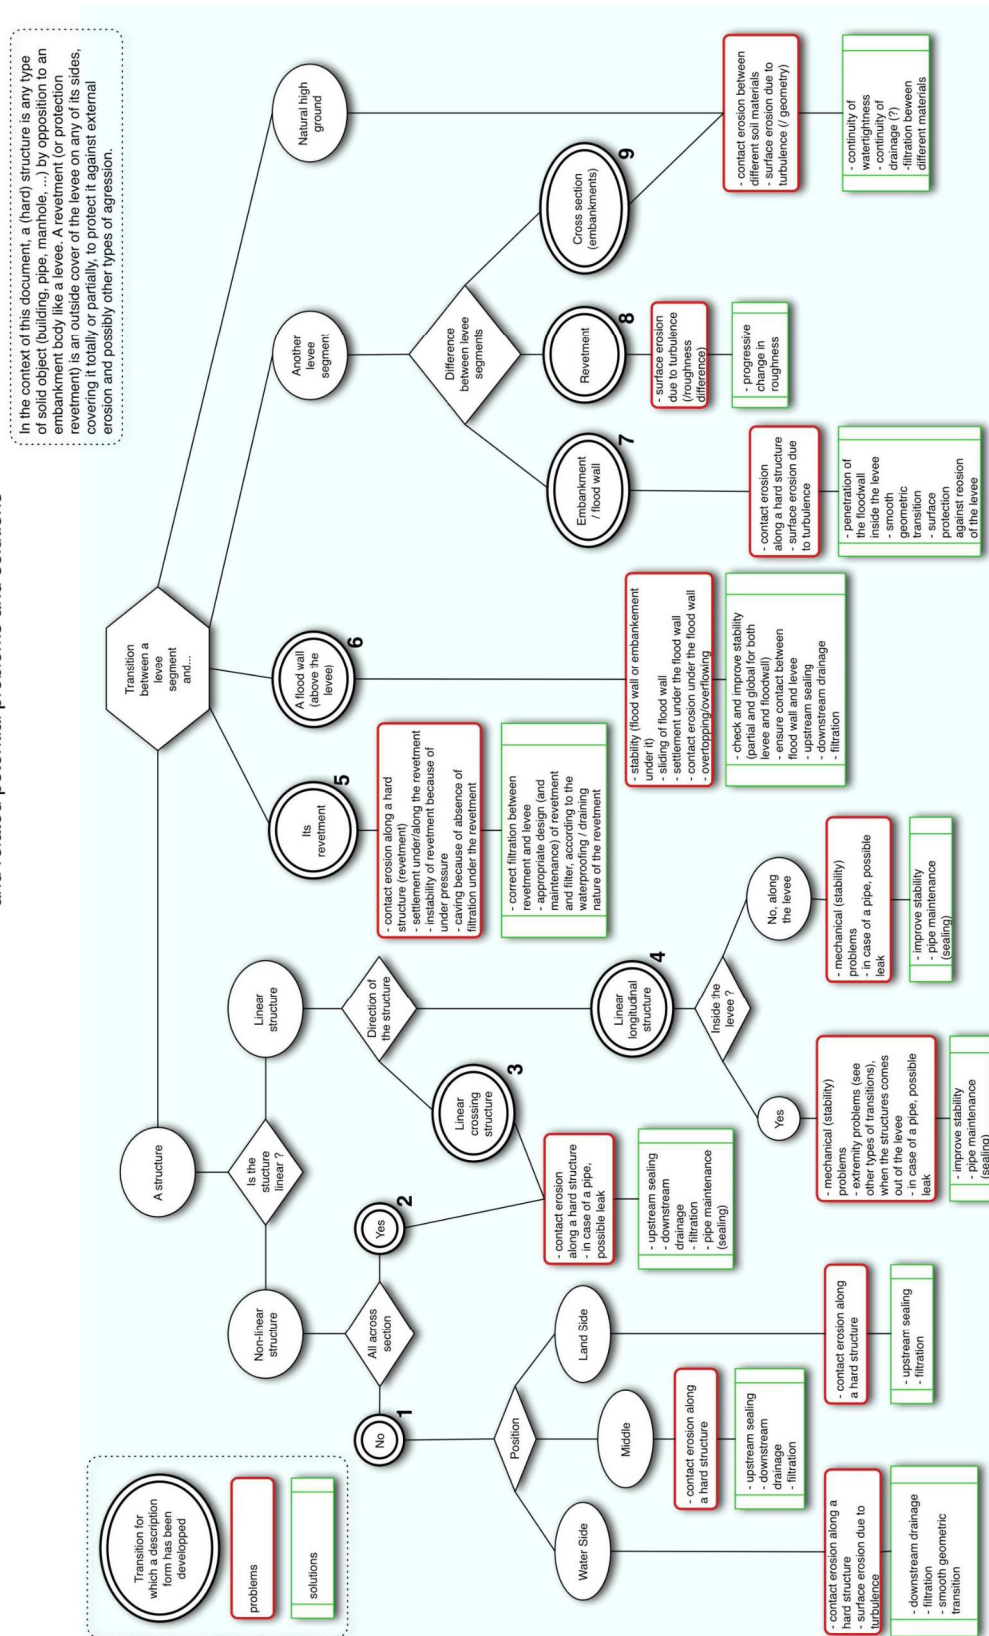 and related potential problems and solutions
In the context of this document, a (hard) structure is any type
of solid object (building, pipe, manhole, ...) by opposition to an
embankment body like a levee. A revetment (or protection
revetment) is an outside cover of the levee on any of its sides,
covering it totally or partially, to protect it against external
erosion and possibly other types of agression.
Transition for
which a description
form has been
developped
problems
solutions
Transition
between a
levee
segment
and...
A structure
Is the
stucture
linear ?
Non-linear
structure
Linear
structure
All across
section
No
1
Yes
2
Position
Water Side
Middle
Land Side
- contact erosion along a
hard structure
- surface erosion due to
turbulence
- downstream drainage
- filtration
- smooth geometric
transition
- contact erosion along
a hard structure
- upstream sealing
- downstream
drainage
- filtration
- contact erosion along
a hard structure
- upstream sealing
- filtration
Direction of
the structure
Linear
crossing
structure
3
- contact erosion
along a hard structure
- in case of a pipe,
possible leak
- upstream sealing
- downstream
drainage
- filtration
- pipe maintenance
(sealing)
Linear
longitudinal
structure
4
Inside the
levee ?
Yes
- mechanical (stability)
problems
- extremity problems (see
other types of transitions),
when the structures comes
out of the levee
- in case of a pipe, possible
leak
- improve stability
- pipe maintenance
(sealing)
No, along
the levee
- mechanical (stability)
problems
- in case of a pipe, possible
leak
- improve stability
- pipe maintenance
(sealing)
Its
revetment
5
- contact erosion along a hard
structure (revetment)
- settlement under/along the revetment
- instability of revetment because of
under pressure
- caving because of absence of
filtration under the revetment
- correct filtration between
revetment and levee
- appropriate design (and
maintenance) of revetment
and filter, according to the
waterproofing / draining
nature of the revetment
A flood wall
(above the
levee)
6
- stability (flood wall or embankement
under it)
- sliding of flood wall
- settlement under the flood wall
- contact erosion under the flood wall
- overtopping/overflowing
- check and improve stability
(partial and global for both
levee and floodwall)
- ensure contact between
flood wall and levee
- upstream sealing
- downstream drainage
- filtration
Another
levee
segment
Difference
between levee
segments
Embankment
/ flood wall
7
- contact erosion
along a hard structure
- surface erosion due
to turbulence
- penetration of
the floodwall
inside the levee
- smooth
geometric
transition
- surface
protection
against reosion
of the levee
Revetment
8
- surface erosion
due to turbulence
(/roughness
difference)
- progressive
change in
roughness
Cross section
(embankments)
9
Natural high
ground
- contact erosion between
different soil materials
- surface erosion due to
turbulence (/ geometry)
- continuity of
watertightness
- continuity of
drainage (?)
-filtration beween
different materials